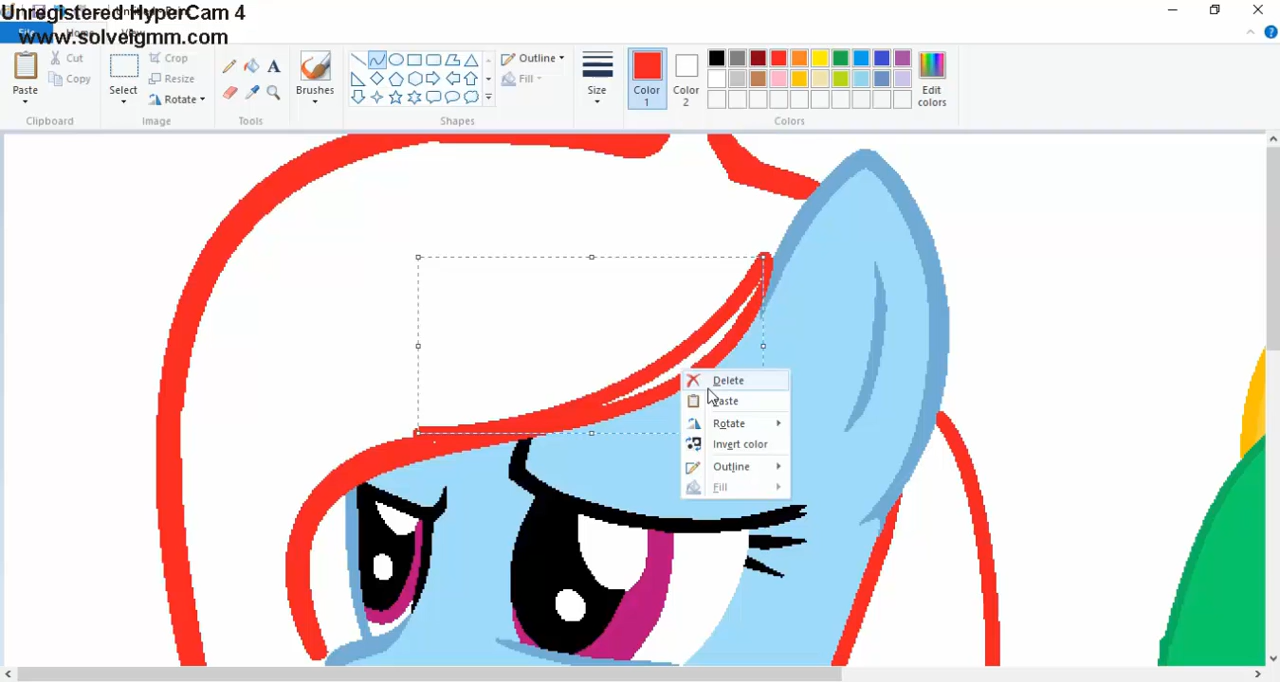 Unregistered HyperCam 4
www.solveigmm.com
File
Paste
Cut
Copy
Clipboard
Select
Crop
Resize
Rotate
Image
A
Tools
Brushes
Shapes
Outline
Fill
Size
Color 1
Color 2
Edit colors
Colors
Delete
Paste
Rotate
Invert color
Outline
Fill